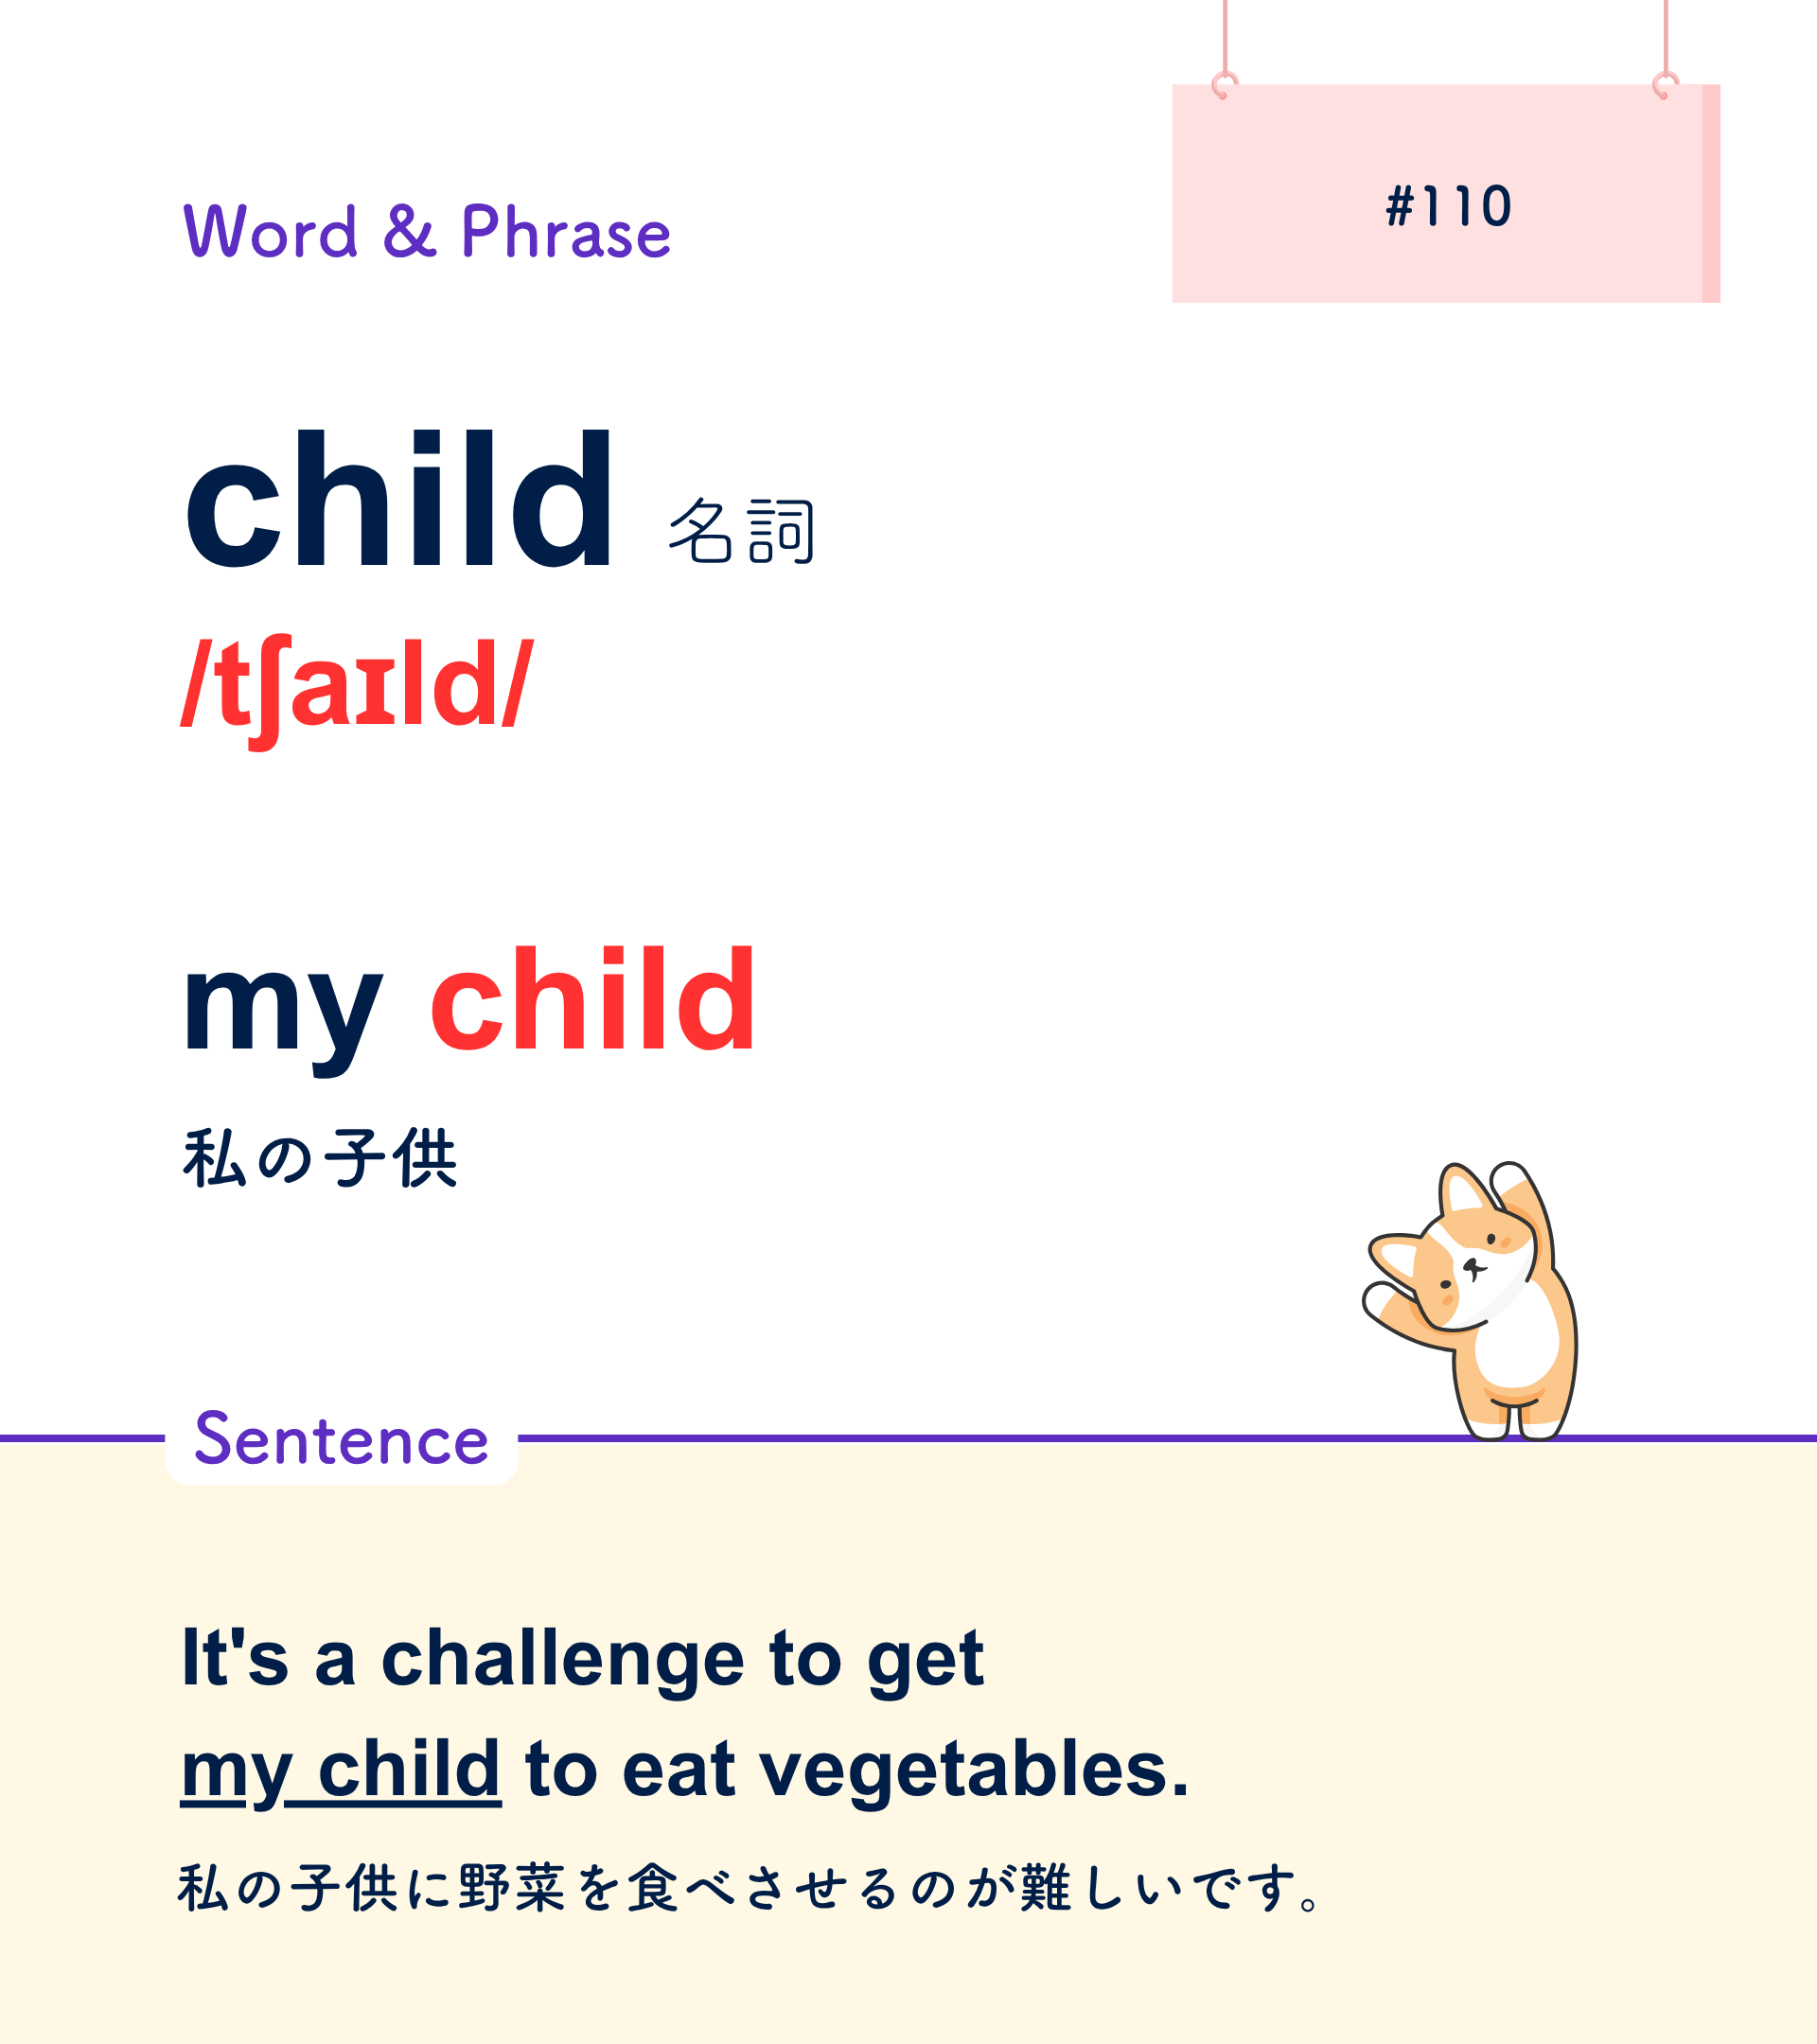 #110
Word & Phrase
child 名詞
/tʃaɪld/
my child
私の子供
Sentence
It's a challenge to get
my child to eat vegetables.
私の子供に野菜を食べさせるのが難しいです。